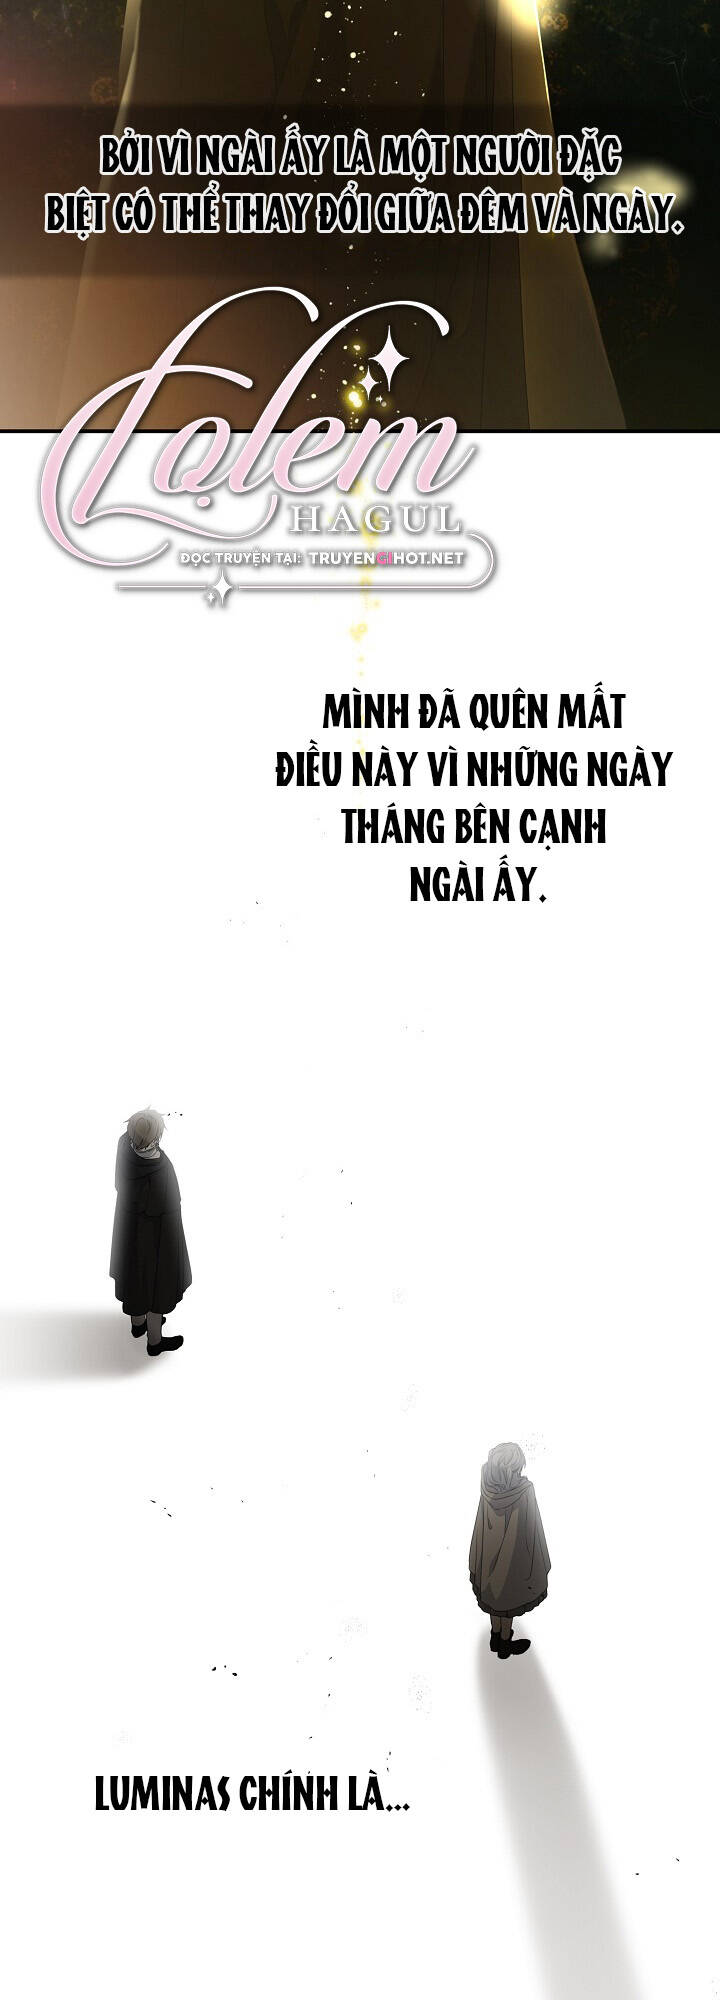 BỞI VÌ NGÀI ẤY LÀ MỘT NGƯỜI ĐẶC
BIỆT CÓ THỂ THAY ĐỔI GIỮA ĐÊM VÀ NGÀY.
Lọlem
HAGUL
ĐỌC TRUYỆN TẠI: TRUYENGIHOT.NET
MÌNH ĐÃ QUÊN MẤT
ĐIỀU NÀY VÌ NHỮNG NGÀY
THÁNG BÊN CẠNH
NGÀI ẤY.
LUMINAS CHÍNH LÀ...